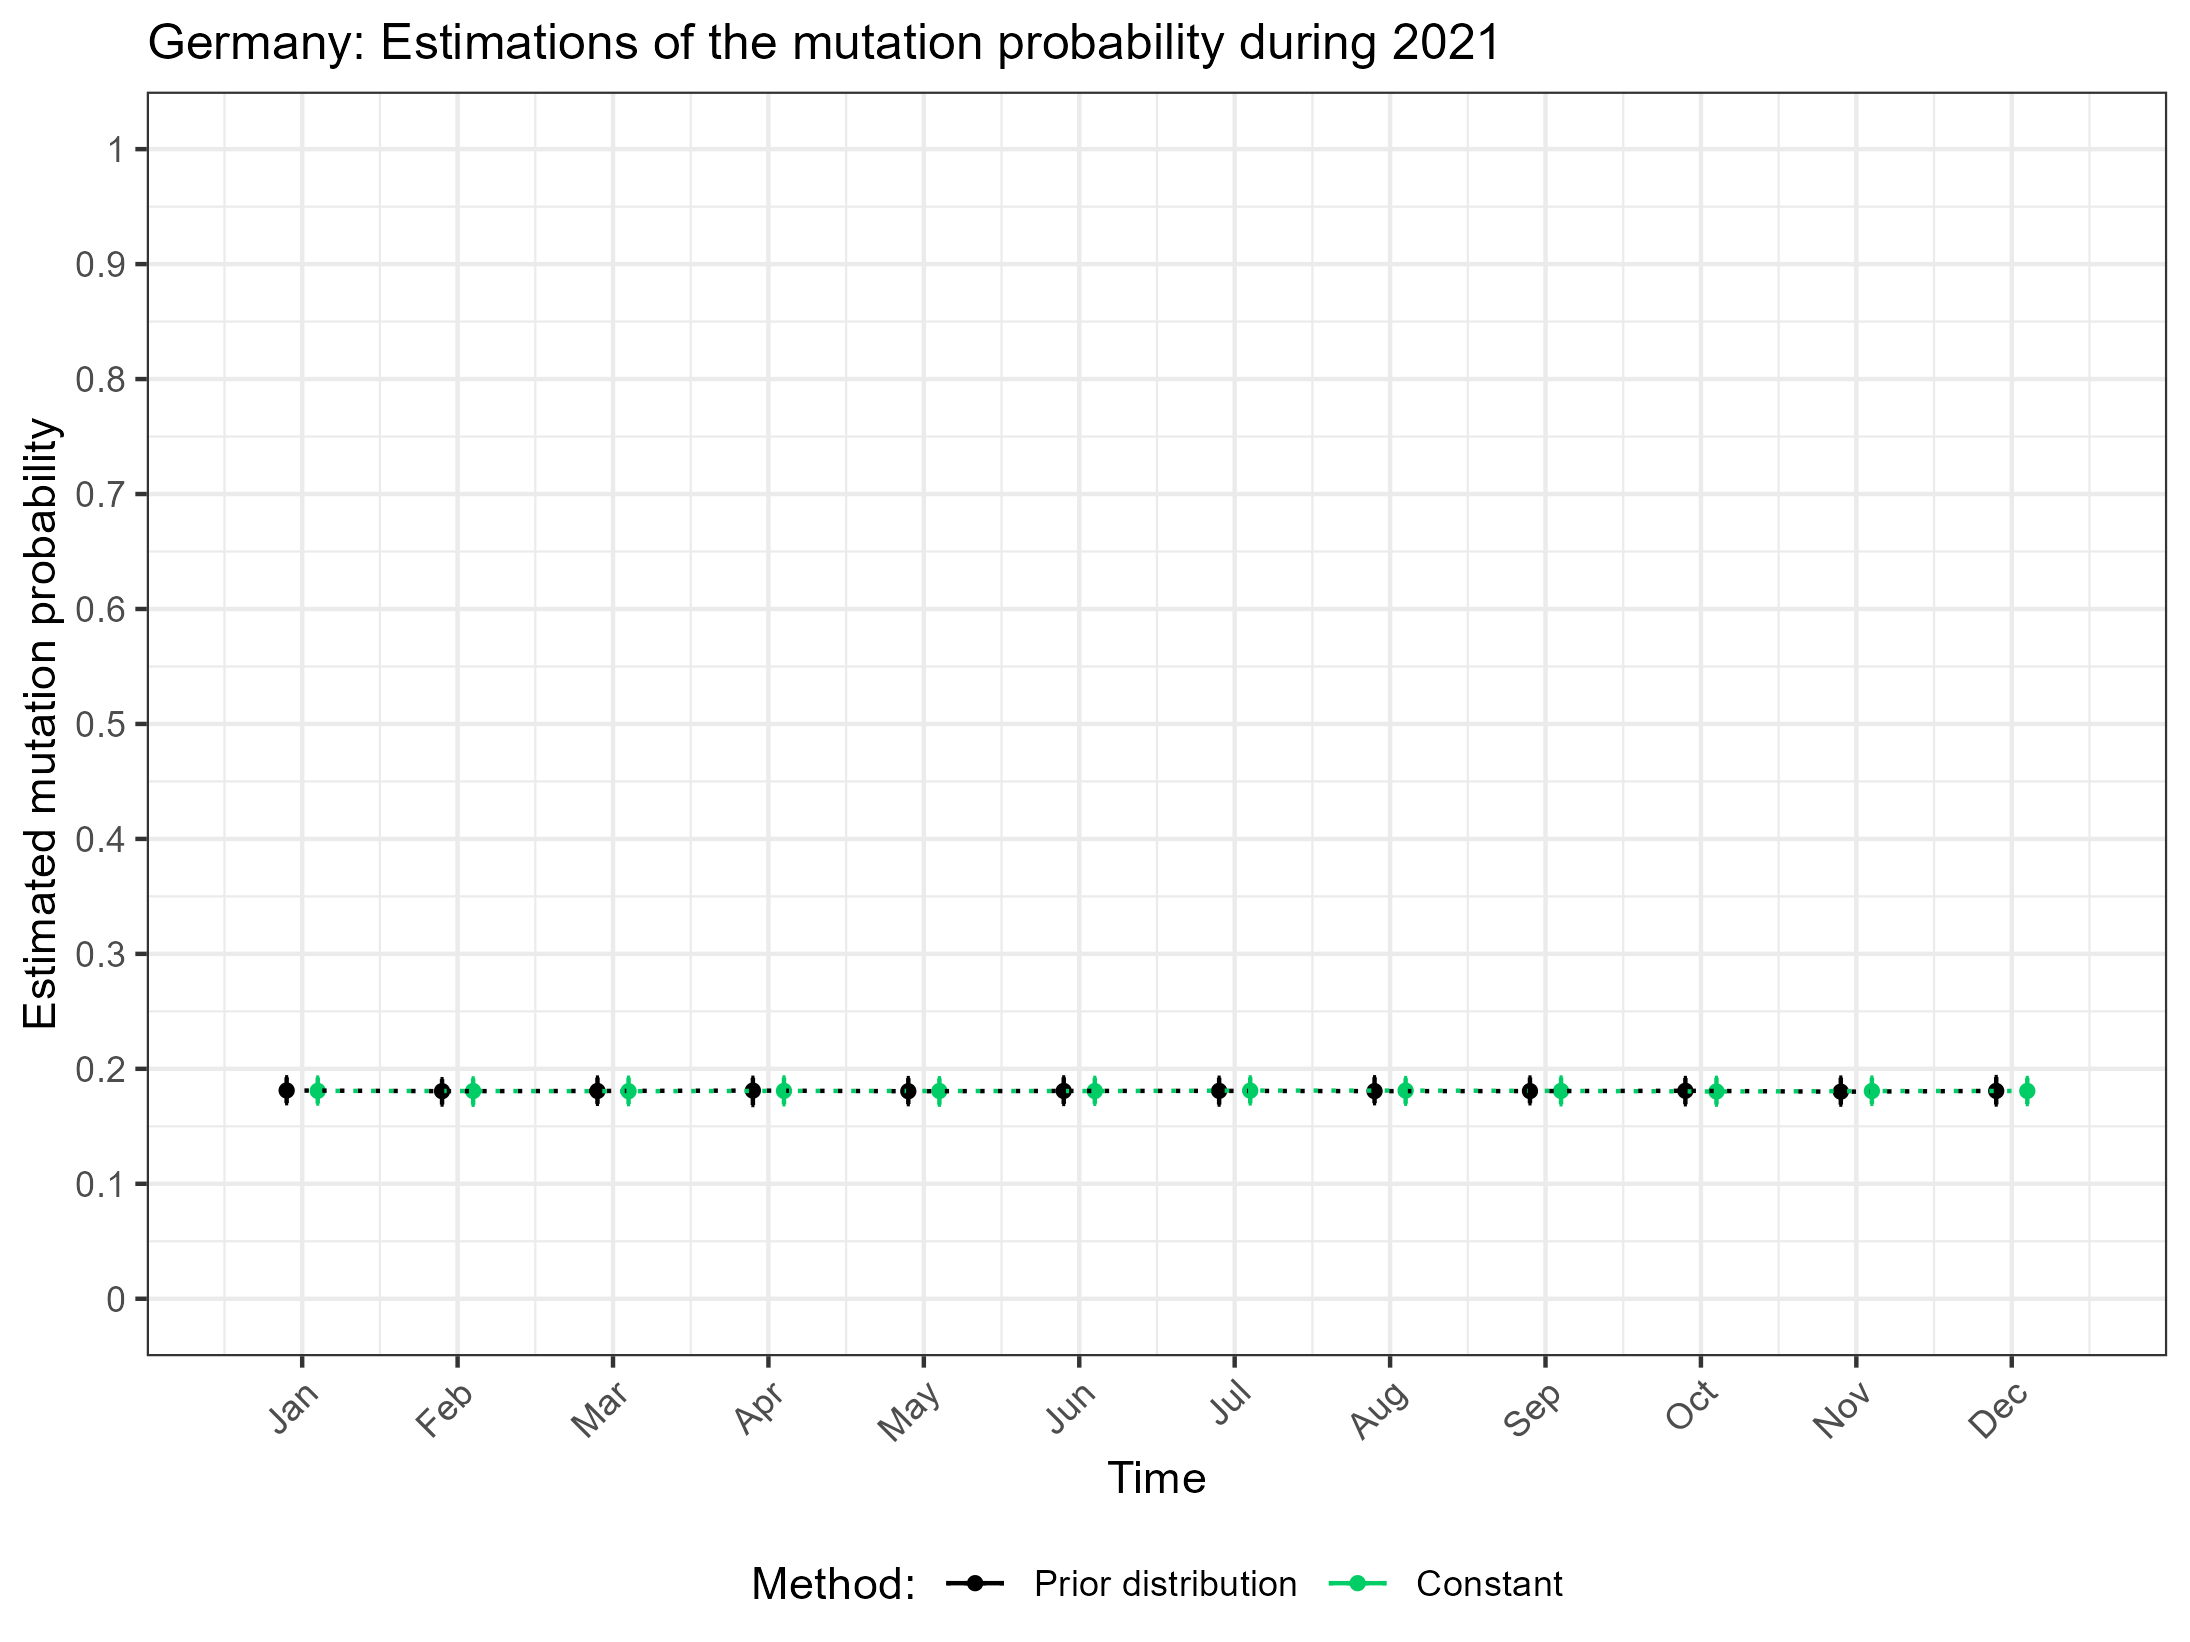 Germany: Estimations of the mutation probability during 2021
Estimated mutation probability
1
0.9
0.8
0.7
0.6
0.5
0.4
0.3
0.2
0.1
0
Jan Feb Mar Apr May Jun Jul Aug Sep Oct Nov Dec
Time
Method: Prior distribution Constant